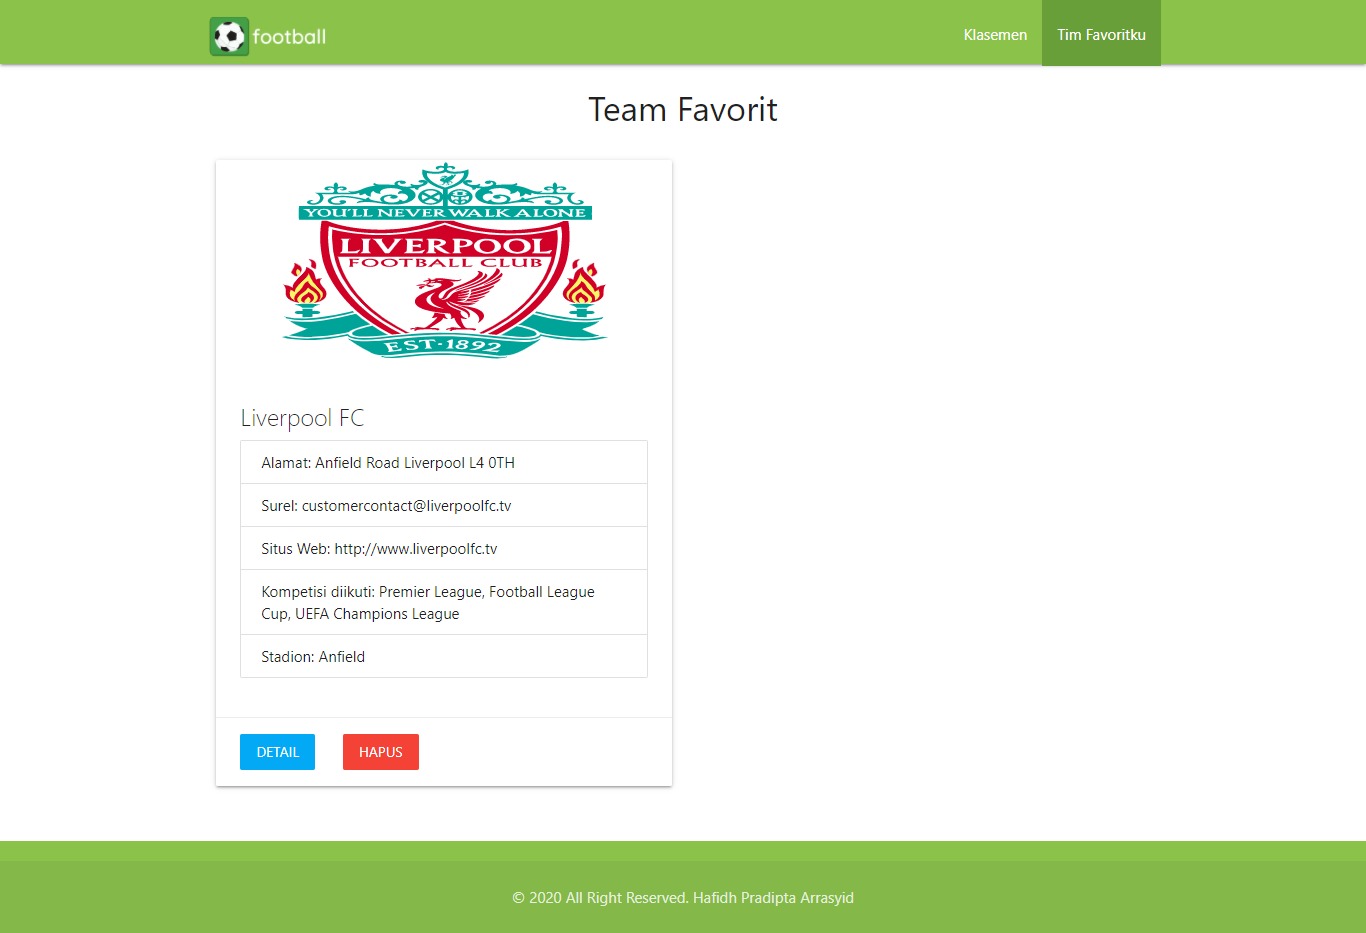 football
Klasemen
Tim Favoritku
Team Favorit
YOU'LL NEVER WALK ALONE
LIVERPOOL
FOOTBALL CLUB
EST·1892
Liverpool FC
Alamat: Anfield Road Liverpool L4 0TH
Surel: customercontact@liverpoolfc.tv
Situs Web: http://www.liverpoolfc.tv
Kompetisi diikuti: Premier League, Football League
Cup, UEFA Champions League
Stadion: Anfield
DETAIL
HAPUS
© 2020 All Right Reserved. Hafidh Pradipta Arrasyid